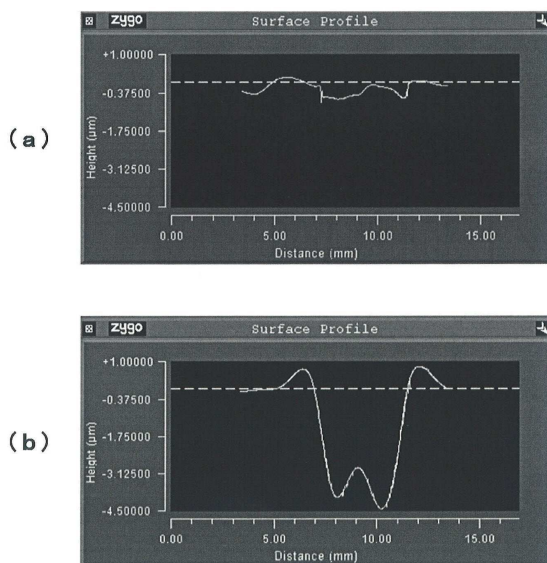 zygo Surface Profile
(a)
Height (µm)
+1.00000
-0.37500
-1.75000
-3.12500
-4.50000
0.00 5.00 10.00 15.00
Distance (mm)
zygo Surface Profile
(b)
Height (µm)
+1.00000
-0.37500
-1.75000
-3.12500
-4.50000
0.00 5.00 10.00 15.00
Distance (mm)